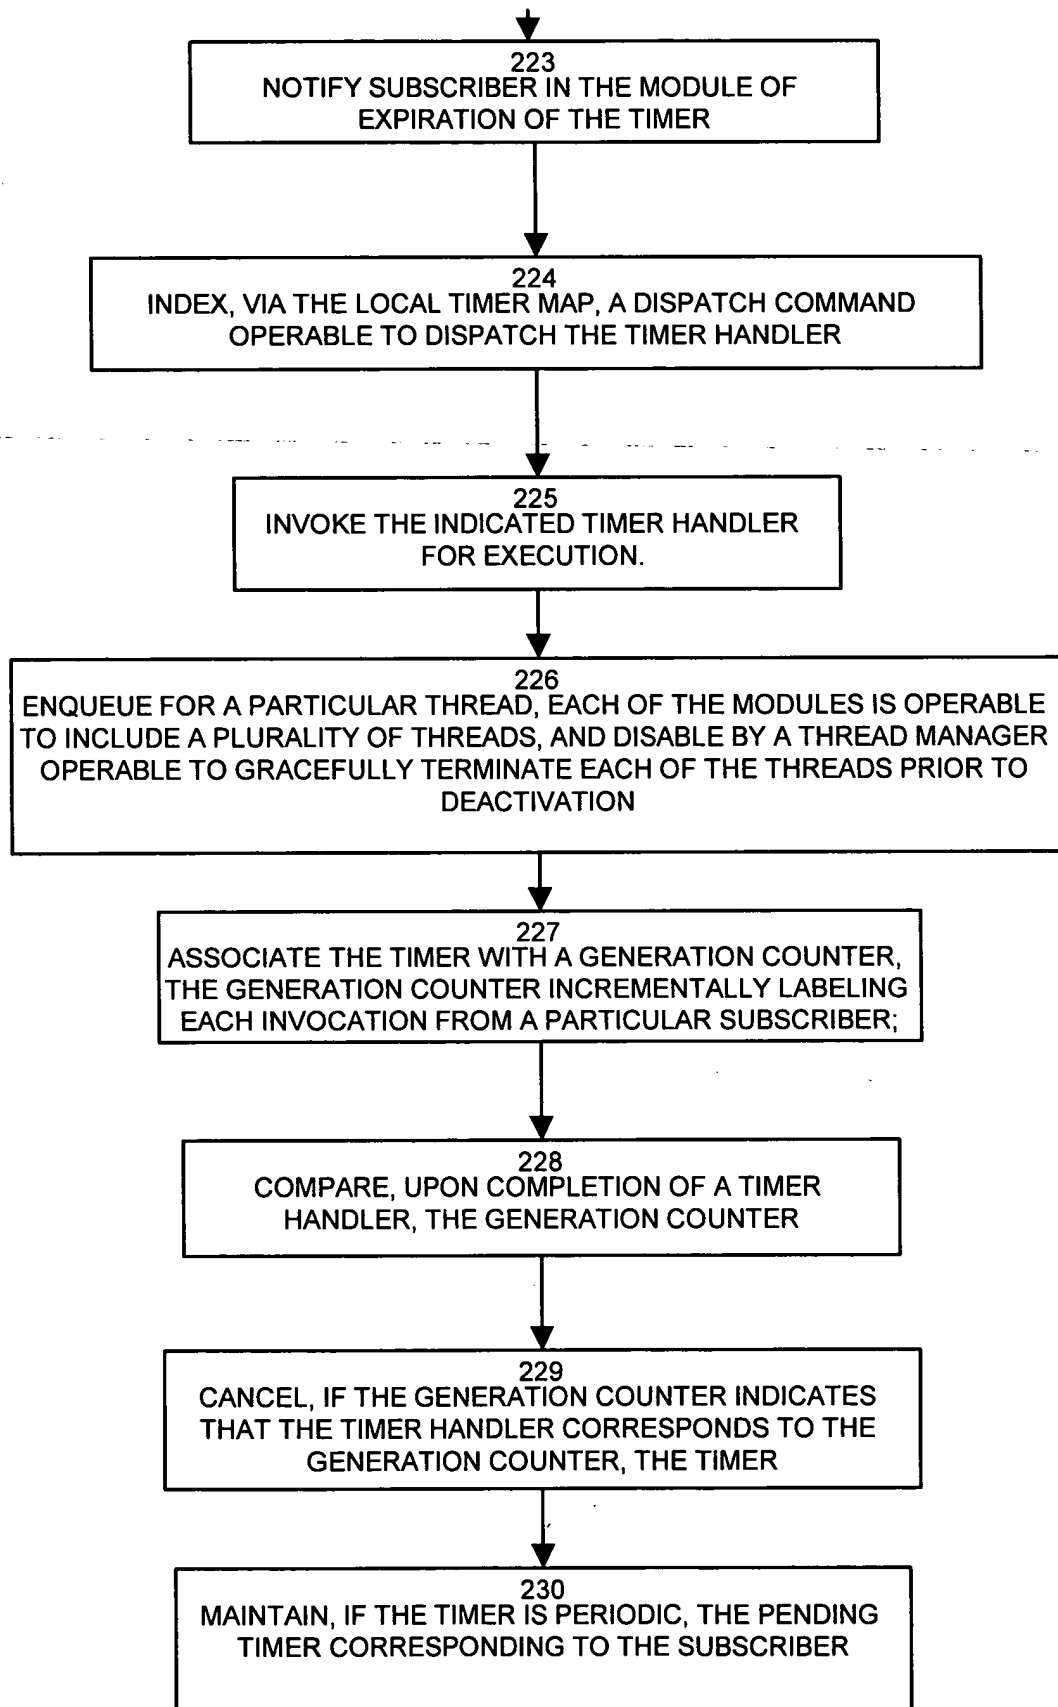 223
NOTIFY SUBSCRIBER IN THE MODULE OF
EXPIRATION OF THE TIMER
224
INDEX, VIA THE LOCAL TIMER MAP, A DISPATCH COMMAND
OPERABLE TO DISPATCH THE TIMER HANDLER
225
INVOKE THE INDICATED TIMER HANDLER
FOR EXECUTION.
226
ENQUEUE FOR A PARTICULAR THREAD, EACH OF THE MODULES IS OPERABLE
TO INCLUDE A PLURALITY OF THREADS, AND DISABLE BY A THREAD MANAGER
OPERABLE TO GRACEFULLY TERMINATE EACH OF THE THREADS PRIOR TO
DEACTIVATION
227
ASSOCIATE THE TIMER WITH A GENERATION COUNTER,
THE GENERATION COUNTER INCREMENTALLY LABELING
EACH INVOCATION FROM A PARTICULAR SUBSCRIBER;
228
COMPARE, UPON COMPLETION OF A TIMER
HANDLER, THE GENERATION COUNTER
229
CANCEL, IF THE GENERATION COUNTER INDICATES
THAT THE TIMER HANDLER CORRESPONDS TO THE
GENERATION COUNTER, THE TIMER
230
MAINTAIN, IF THE TIMER IS PERIODIC, THE PENDING
TIMER CORRESPONDING TO THE SUBSCRIBER